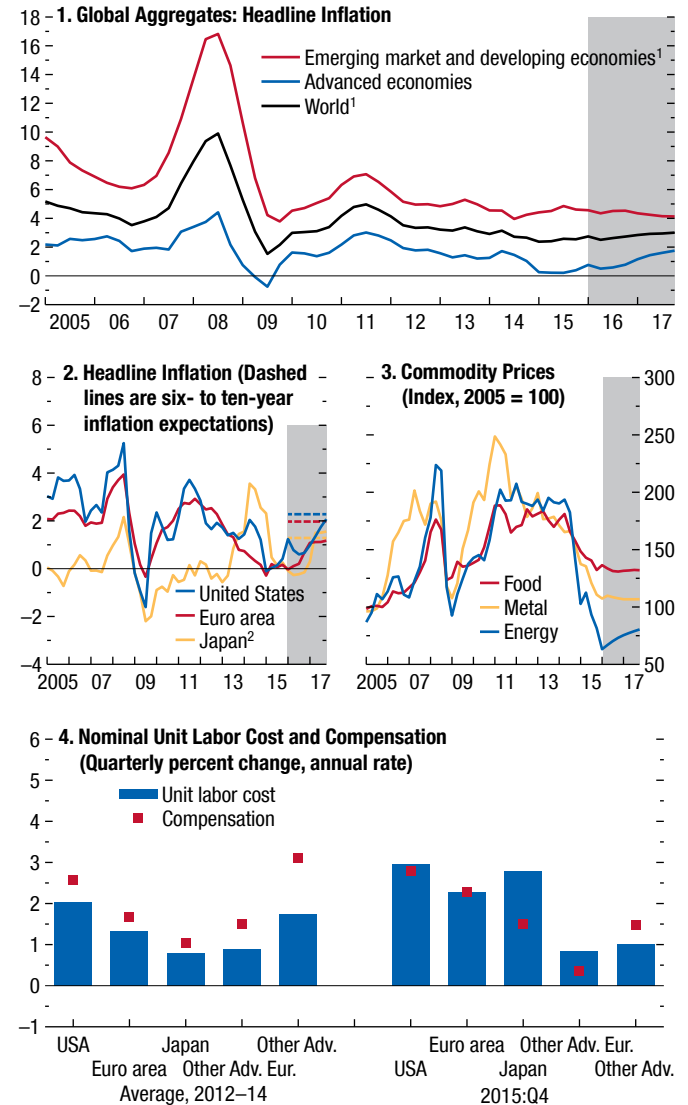 1. Global Aggregates: Headline Inflation
18
16
14
12
10
8
6
4
2
0
–2
Emerging market and developing economies¹
Advanced economies
World¹
2005 06 07 08 09 10 11 12 13 14 15 16 17
2. Headline Inflation (Dashed
lines are six- to ten-year
inflation expectations)
8
6
4
2
0
–2
–4
United States
Euro area
Japan²
2005 07 09 11 13 15 17
3. Commodity Prices
(Index, 2005 = 100)
300
250
200
150
100
50
Food
Metal
Energy
2005 07 09 11 13 15 17
4. Nominal Unit Labor Cost and Compensation
(Quarterly percent change, annual rate)
6
5
4
3
2
1
0
–1
Unit labor cost
Compensation
USA Japan Other Adv. Euro area Other Adv. Eur.
Euro area Other Adv. Eur. USA Japan Other Adv.
Average, 2012–14 2015:Q4